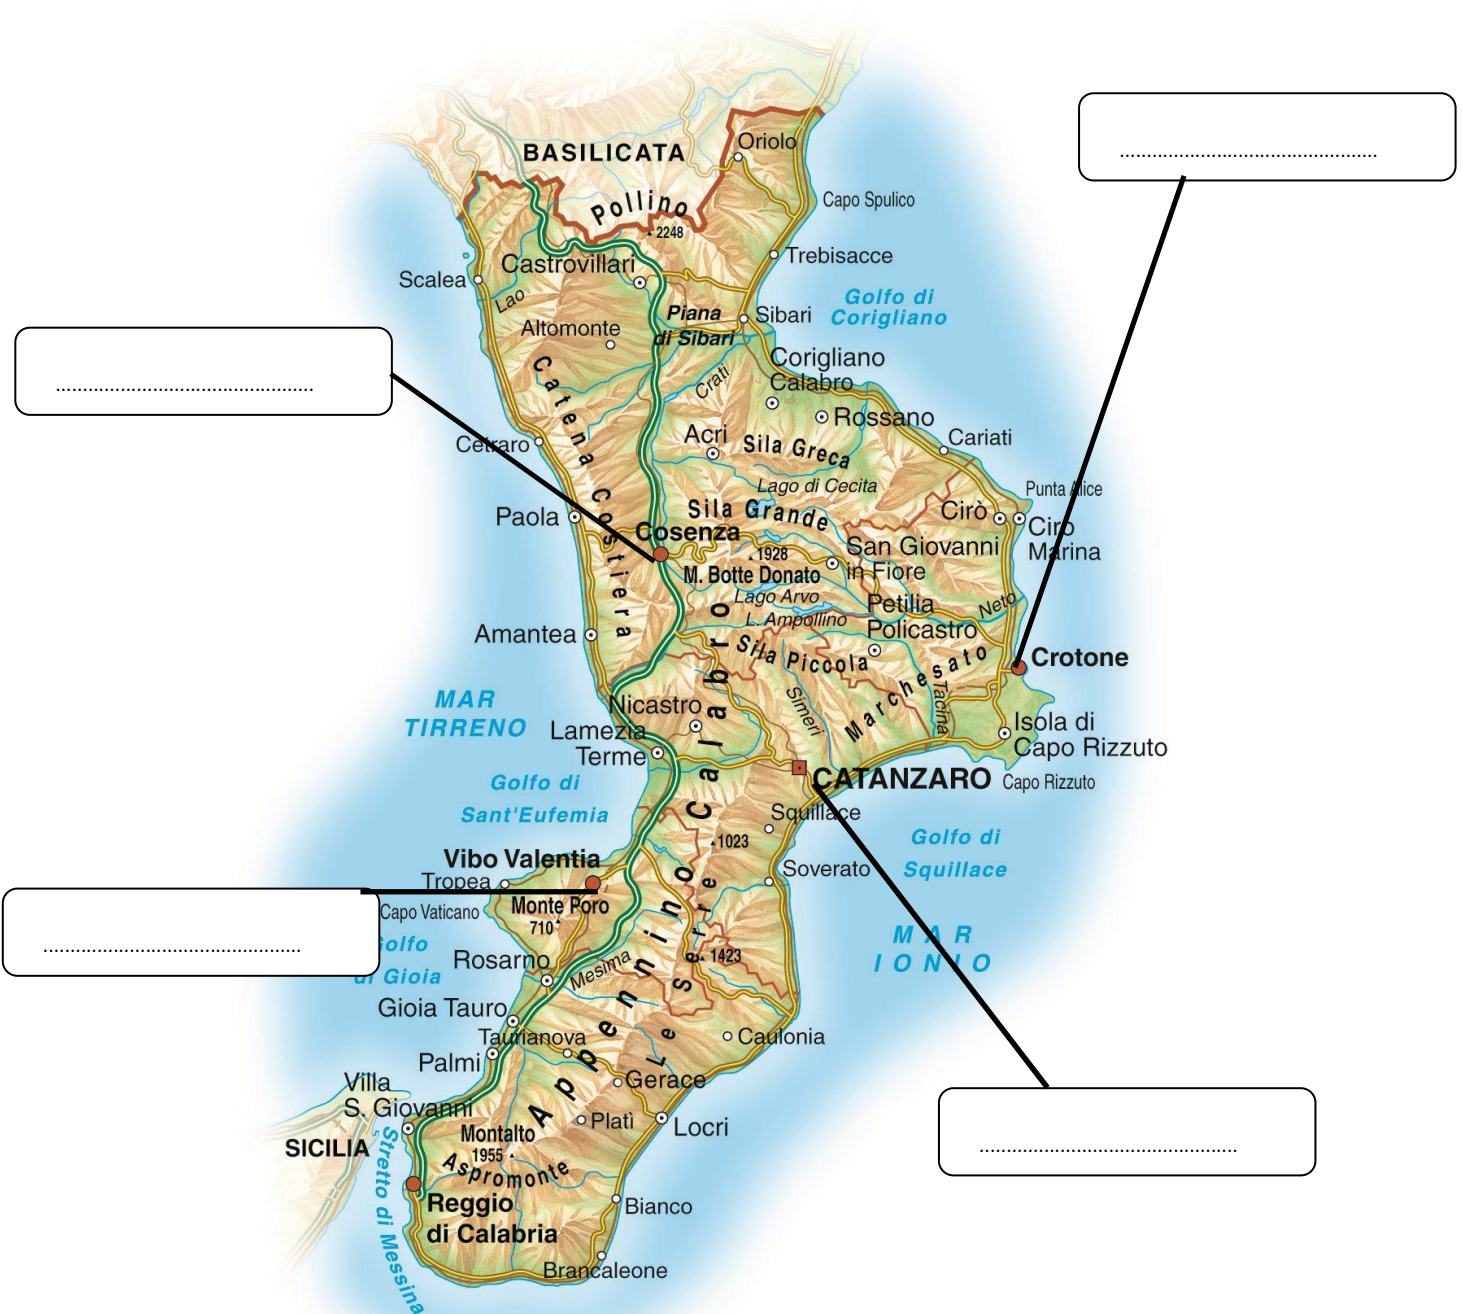 BASILICATA
Oriolo
Pollino
2248
Capo Spulico
Castrovillari
Trebisacce
Scalea
Lao
Golfo di
Corigliano
Piana
di Sibari
Sibari
Altomonte
Corigliano
Calabro
Crati
Catena Costiera
Rossano
Acri
Sila Greca
Cariati
Cetraro
Lago di Cecita
Punta Alice
Sila Grande
Cirò
Cirò
Marina
Paola
Cosenza
1928
M. Botte Donato
San Giovanni
in Fiore
Lago Arvo
L. Ampollino
Petilia
Policastro
Neto
Amantea
Sila Piccola
Marchesato
Crotone
MAR
TIRRENO
Nicastro
Simeri
Tacina
Isola di
Capo Rizzuto
Lamezia
Terme
CATANZARO
Capo Rizzuto
Golfo di
Sant'Eufemia
Squillace
1023
Golfo di
Squillace
Vibo Valentia
Tropea
Soverato
Capo Vaticano
Monte Poro
710
MAR
IONIO
Golfo
di Gioia
Rosarno
Mesima
1423
Le Serre
Appennino Calabro
Gioia Tauro
Taurianova
Caulonia
Palmi
Villa
S. Giovanni
Gerace
Platì
Locri
SICILIA
Montalto
1955
Aspromonte
Stretto di Messina
Reggio
di Calabria
Bianco
Brancaleone